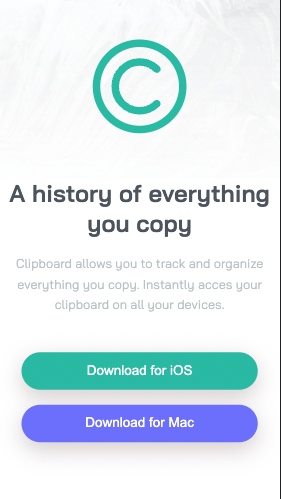 A history of everything
you copy
Clipboard allows you to track and organize
everything you copy. Instantly acces your
clipboard on all your devices.
Download for iOS
Download for Mac